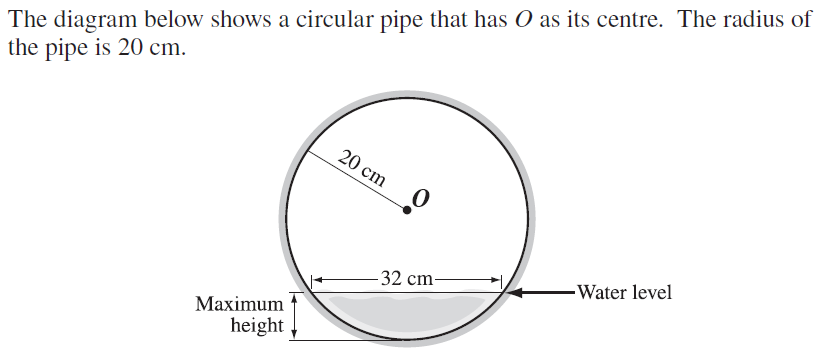 The diagram below shows a circular pipe that has O as its centre. The radius of
the pipe is 20 cm.
20 cm
O
32 cm
Water level
Maximum
height